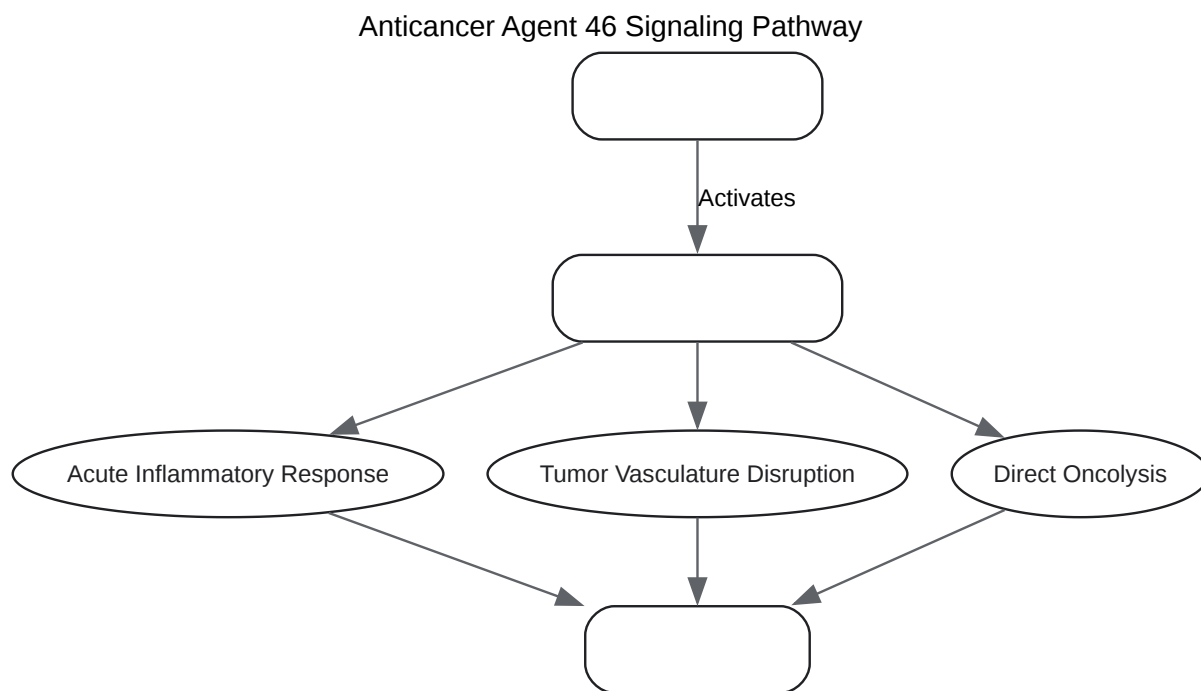 Anticancer Agent 46 Signaling Pathway
Activates
Acute Inflammatory Response
Tumor Vasculature Disruption
Direct Oncolysis